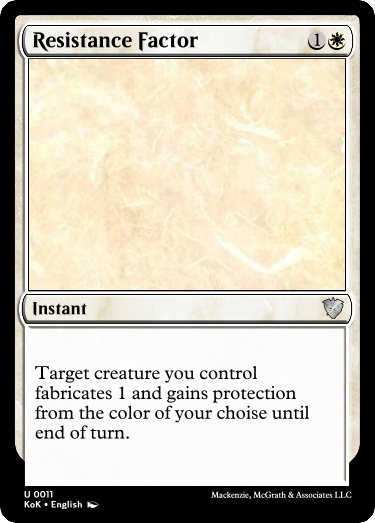 Resistance Factor 1
Instant
Target creature you control
fabricates 1 and gains protection
from the color of your choise until
end of turn.
U 0011
KoK • English
Mackenzie, McGrath & Associates LLC